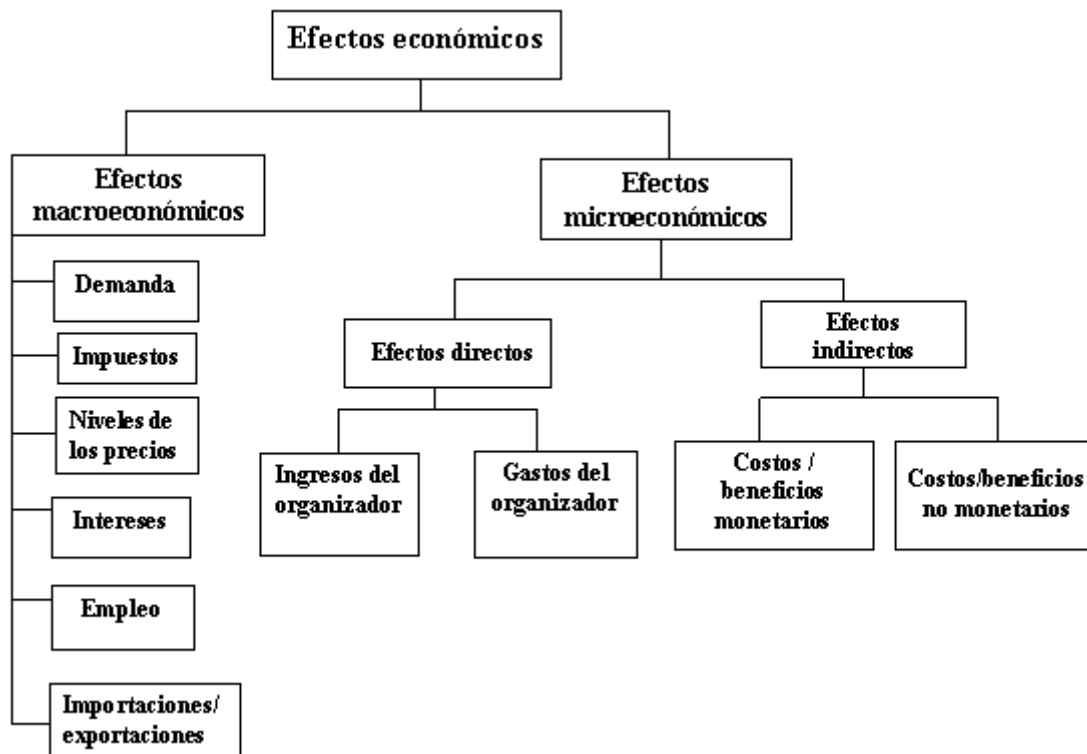 Efectos económicos
Efectos
macroeconómicos
Demanda
Impuestos
Niveles de
los precios
Intereses
Empleo
Importaciones/
exportaciones
Efectos
microeconómicos
Efectos directos
Ingresos del
organizador
Gastos del
organizador
Efectos
indirectos
Costos /
beneficios
monetarios
Costos/beneficios
no monetarios